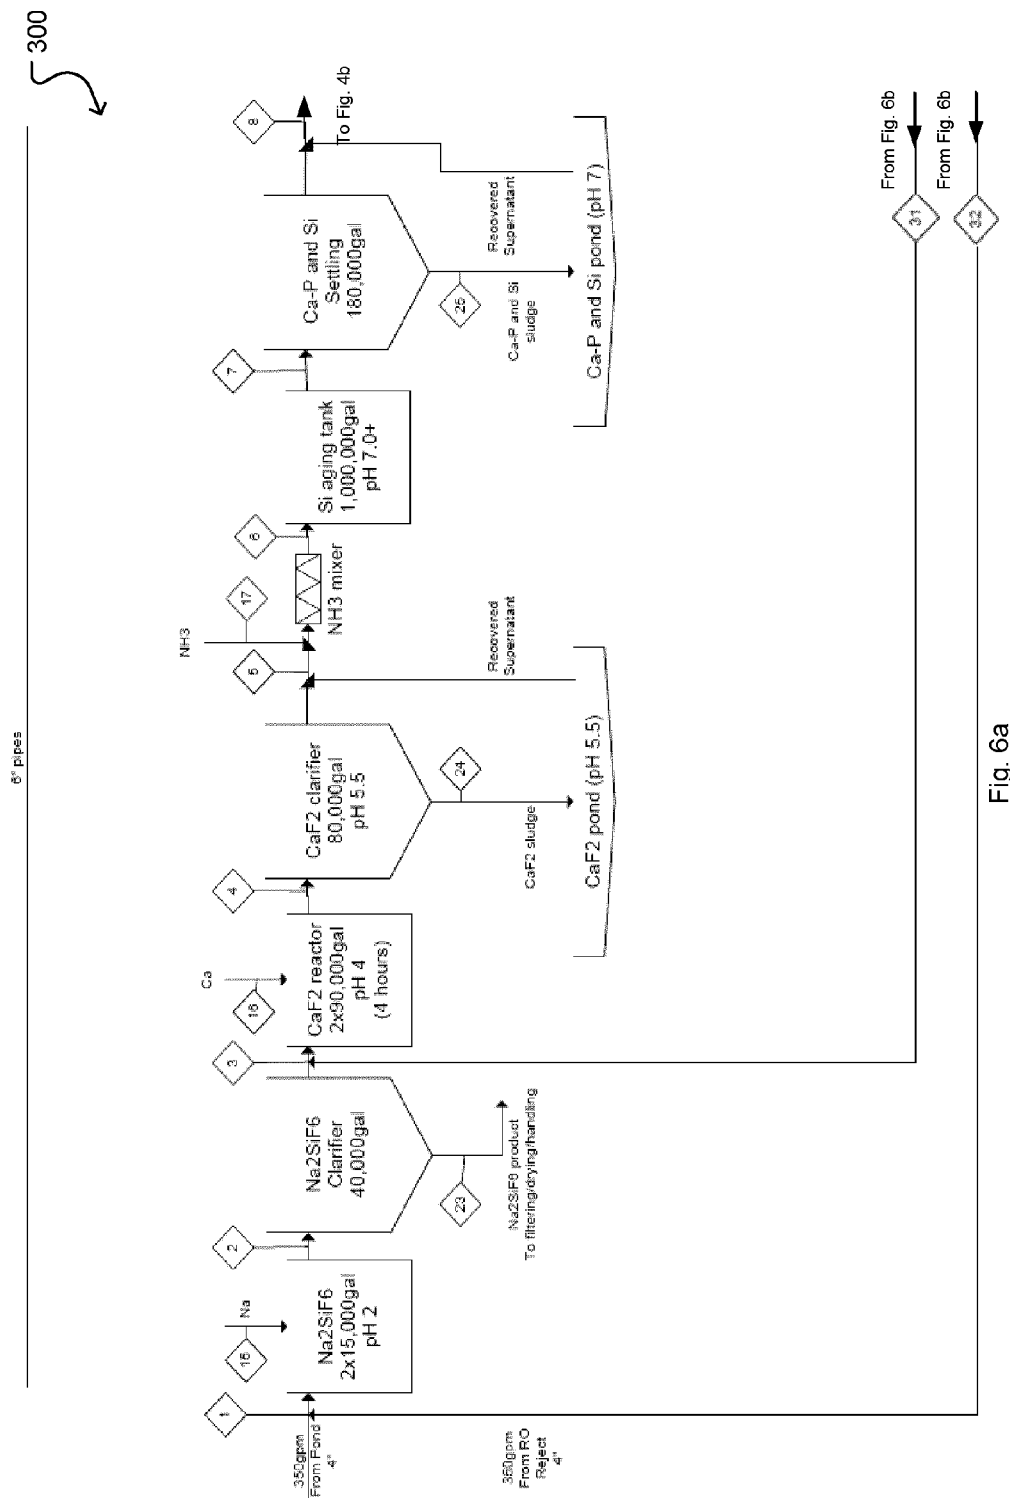 300
6" pipes
350gpm
From Pond
4"
1
350gpm
From RO
Reject
4"
15
Na
Na2SiF6
2x15,000gal
pH 2
2
Na2SiF6
Clarifier
40,000gal
23
Na2SiF6 product
To filtering/drying/handling
3
Ca
16
CaF2 reactor
2x90,000gal
pH 4
(4 hours)
4
CaF2 clarifier
80,000gal
pH 5.5
24
CaF2 sludge
CaF2 pond (pH 5.5)
Recovered
Supernatant
5
NH3
17
NH3 mixer
6
Si aging tank
1,000,000gal
pH 7.0+
7
Ca-P and Si
Settling
180,000gal
25
Ca-P and Si
sludge
Recovered
Supernatant
Ca-P and Si pond (pH 7)
8
To Fig. 4b
31
From Fig. 6b
32
From Fig. 6b
Fig. 6a